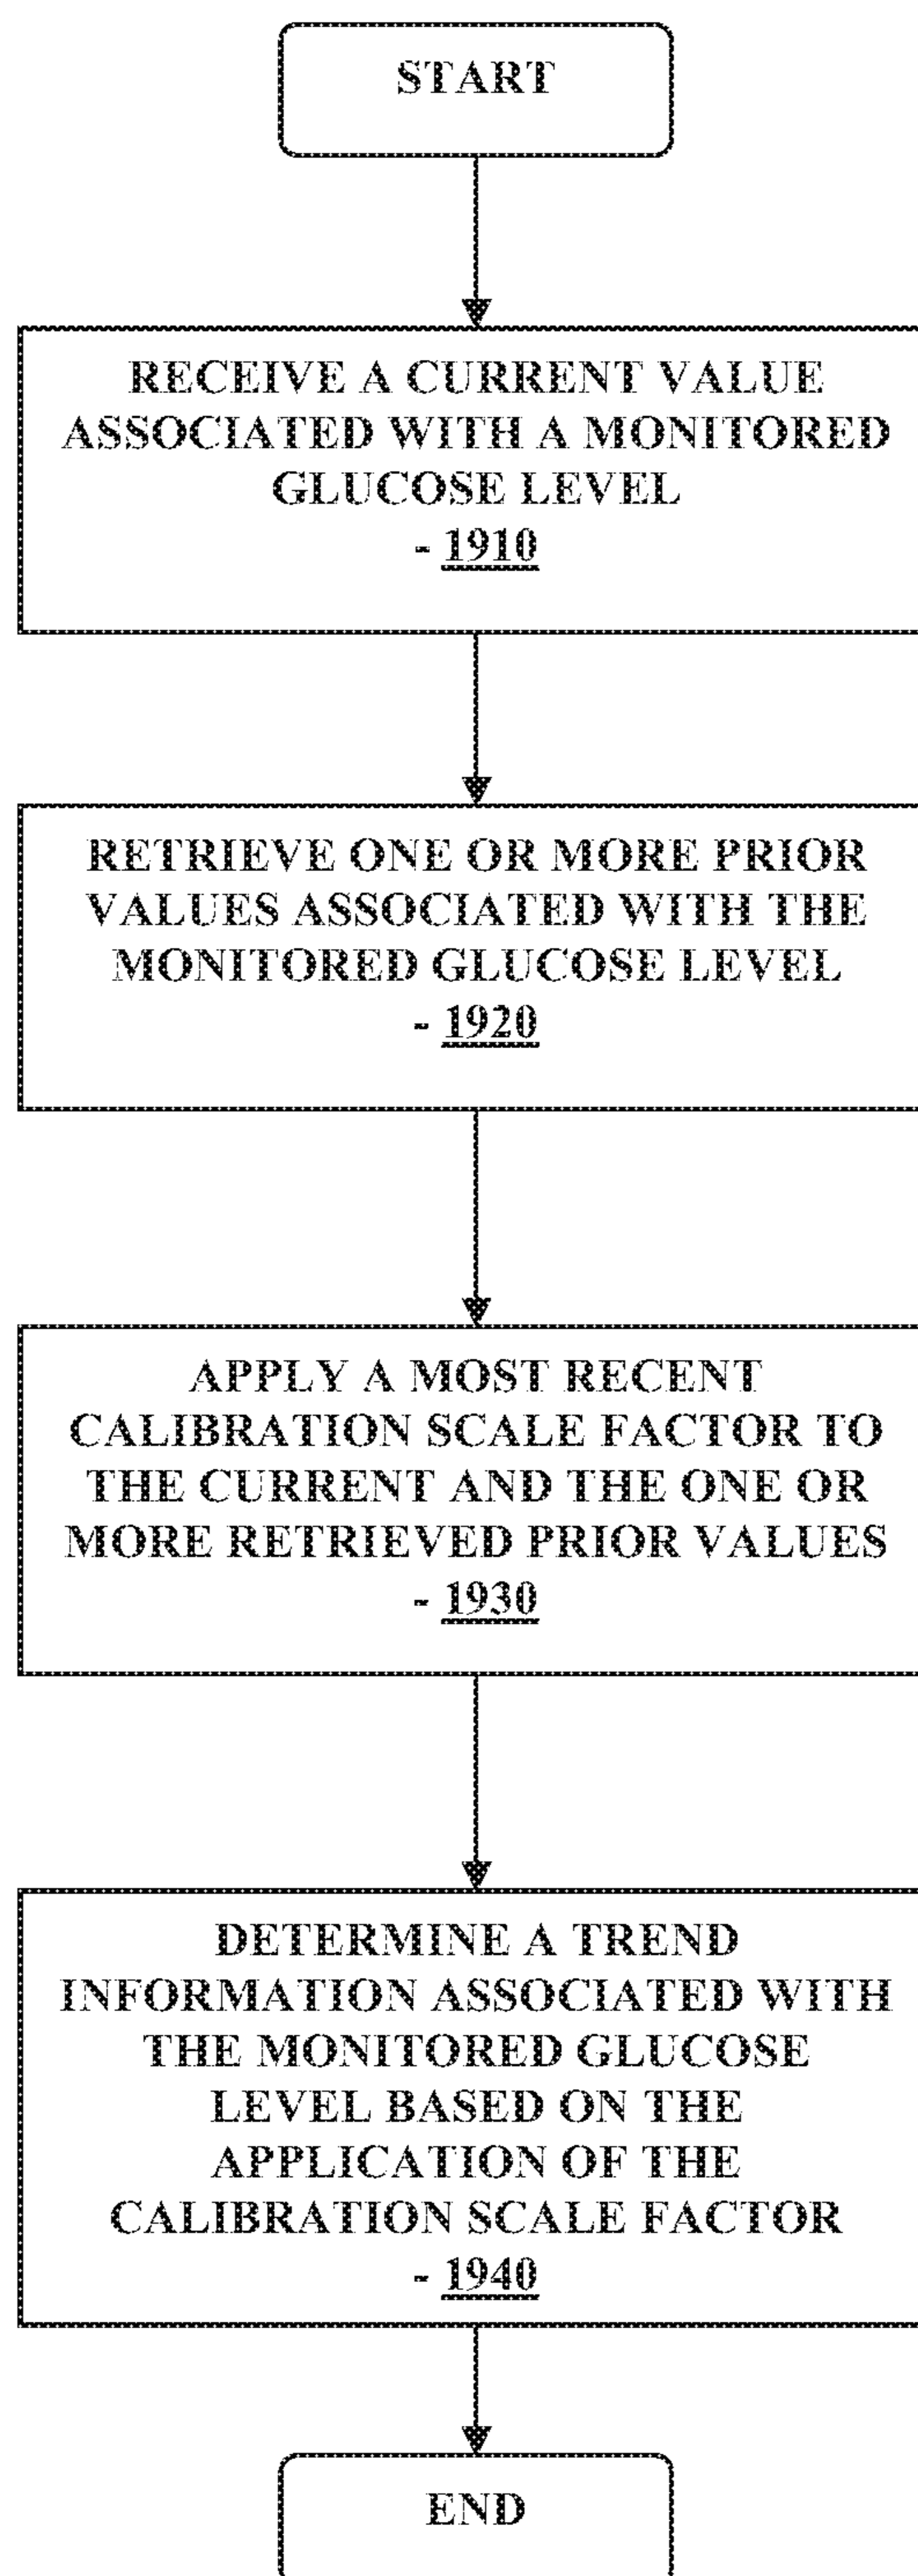 START
RECEIVE A CURRENT VALUE
ASSOCIATED WITH A MONITORED
GLUCOSE LEVEL
- 1910
RETRIEVE ONE OR MORE PRIOR
VALUES ASSOCIATED WITH THE
MONITORED GLUCOSE LEVEL
- 1920
APPLY A MOST RECENT
CALIBRATION SCALE FACTOR TO
THE CURRENT AND THE ONE OR
MORE RETRIEVED PRIOR VALUES
- 1930
DETERMINE A TREND
INFORMATION ASSOCIATED WITH
THE MONITORED GLUCOSE
LEVEL BASED ON THE
APPLICATION OF THE
CALIBRATION SCALE FACTOR
- 1940
END